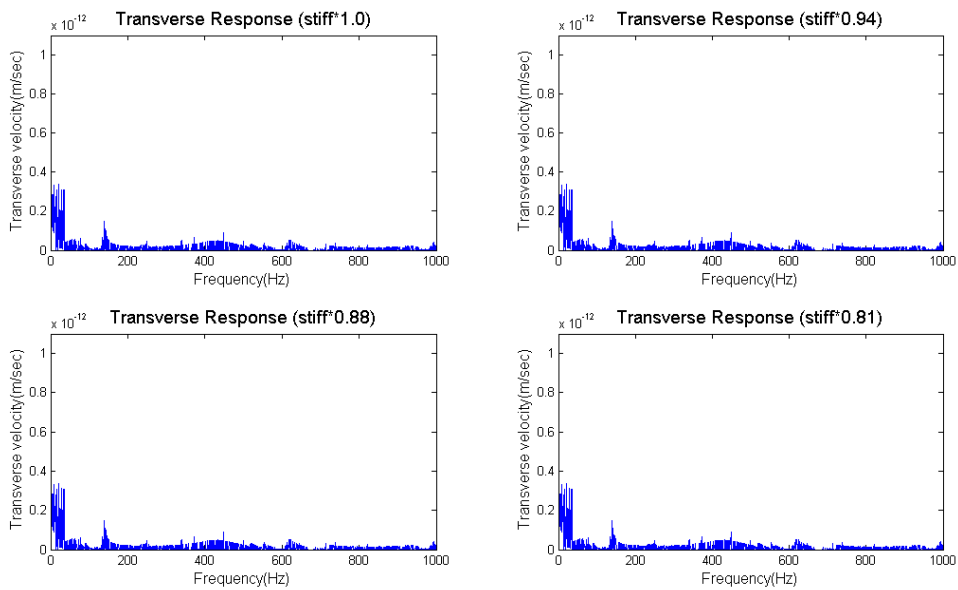 Transverse Response (stiff*1.0)
x 10-12
1
0.8
0.6
0.4
0.2
0
Transverse velocity(m/sec)
0 200 400 600 800 1000
Frequency(Hz)
Transverse Response (stiff*0.94)
x 10-12
1
0.8
0.6
0.4
0.2
0
Transverse velocity(m/sec)
0 200 400 600 800 1000
Frequency(Hz)
Transverse Response (stiff*0.88)
x 10-12
1
0.8
0.6
0.4
0.2
0
Transverse velocity(m/sec)
0 200 400 600 800 1000
Frequency(Hz)
Transverse Response (stiff*0.81)
x 10-12
1
0.8
0.6
0.4
0.2
0
Transverse velocity(m/sec)
0 200 400 600 800 1000
Frequency(Hz)